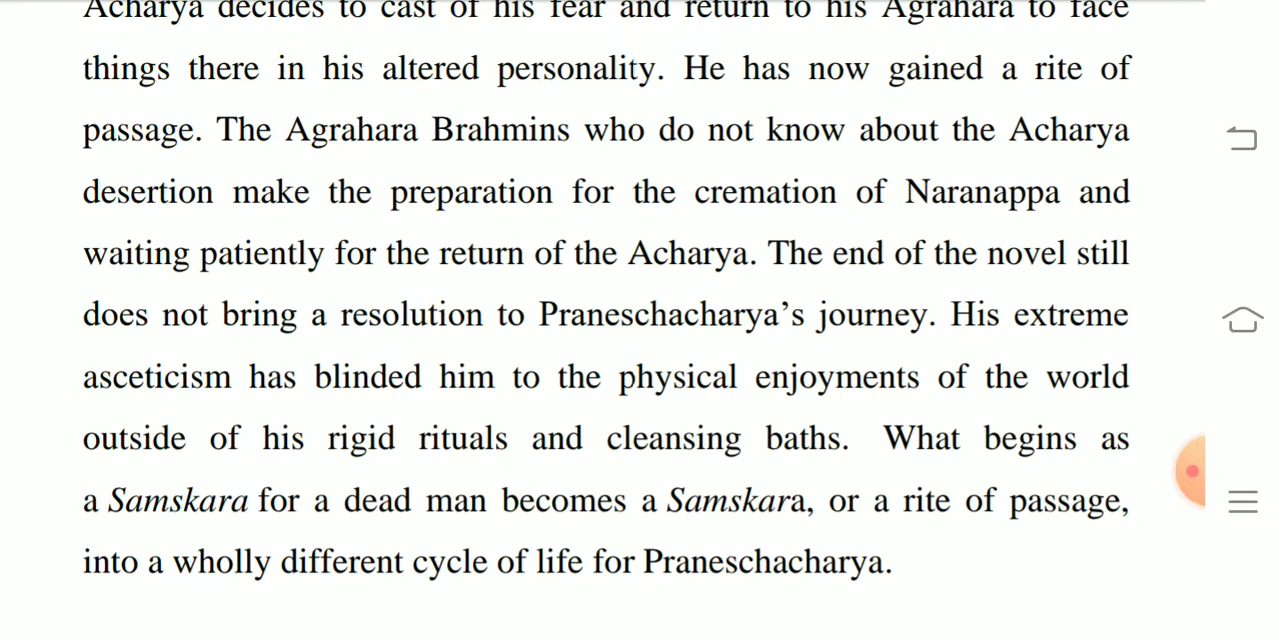 Acharya decides to cast of his fear and return to his Agrahara to face
things there in his altered personality. He has now gained a rite of
passage. The Agrahara Brahmins who do not know about the Acharya
desertion make the preparation for the cremation of Naranappa and
waiting patiently for the return of the Acharya. The end of the novel still
does not bring a resolution to Praneschacharya’s journey. His extreme
asceticism has blinded him to the physical enjoyments of the world
outside of his rigid rituals and cleansing baths. What begins as
a Samskara for a dead man becomes a Samskara, or a rite of passage,
into a wholly different cycle of life for Praneschacharya.